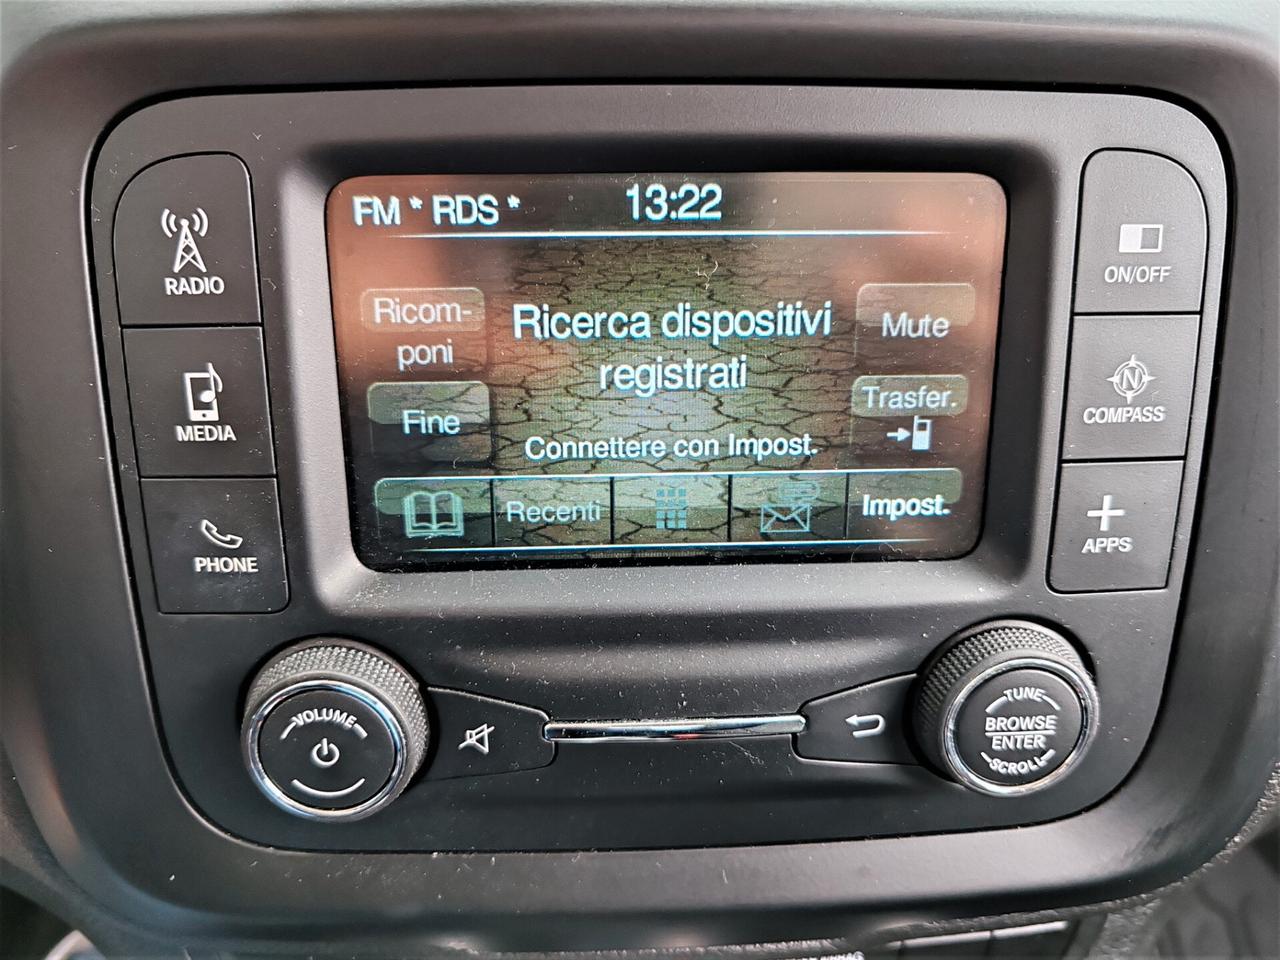 FM * RDS *
13:22
RADIO
MEDIA
PHONE
Ricom-
poni
Fine
Ricerca dispositivi
registrati
Connettere con Impost.
Mute
Trasfer.
Recenti
Impost.
ON/OFF
N
COMPASS
APPS
VOLUME
TUNE
BROWSE
ENTER
SCROLL